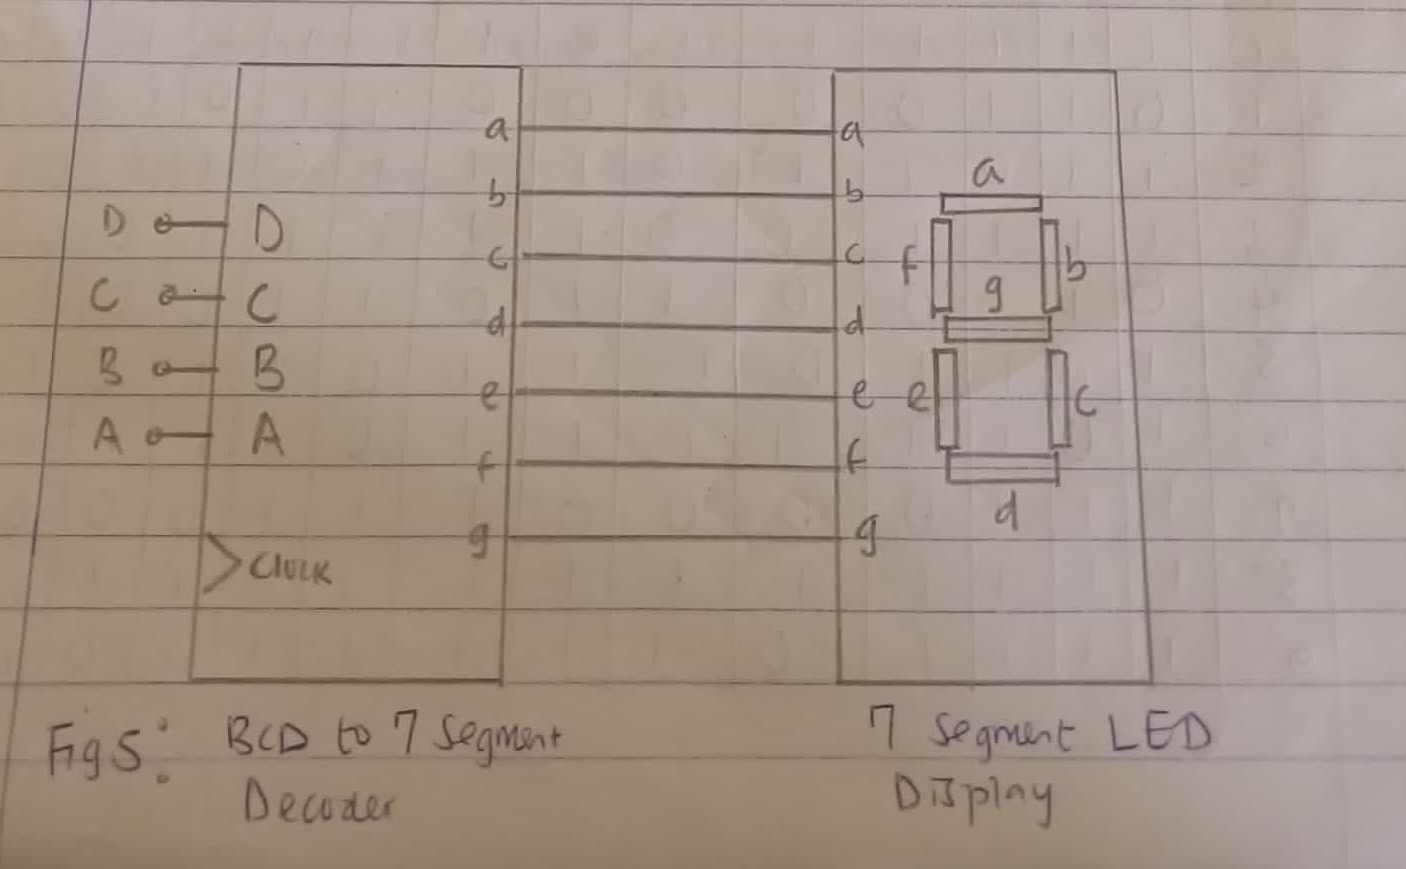 a a
b b
a
D D
c c
f b
C C
g
d d
B B
e e
e c
A A
f f
d
g g
Clock
Fig 5: BCD to 7 Segment
Decoder
7 Segment LED
Display